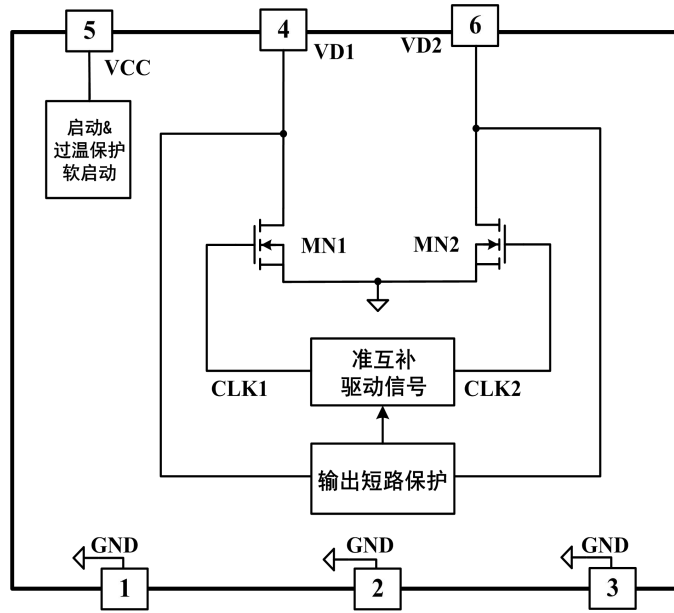 5
4
6
VCC
VD1
VD2
启动&
过温保护
软启动
MN1
MN2
准互补
驱动信号
CLK1
CLK2
输出短路保护
GND
GND
GND
1
2
3